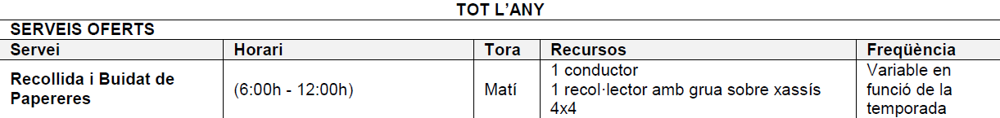 TOT L'ANY
SERVEIS OFERTS
Servei Horari Tora Recursos Freqüència
Recollida i Buidat de Papereres (6:00h - 12:00h) Matí 1 conductor 1 recol·lector amb grua sobre xassís 4x4 Variable en funció de la temporada